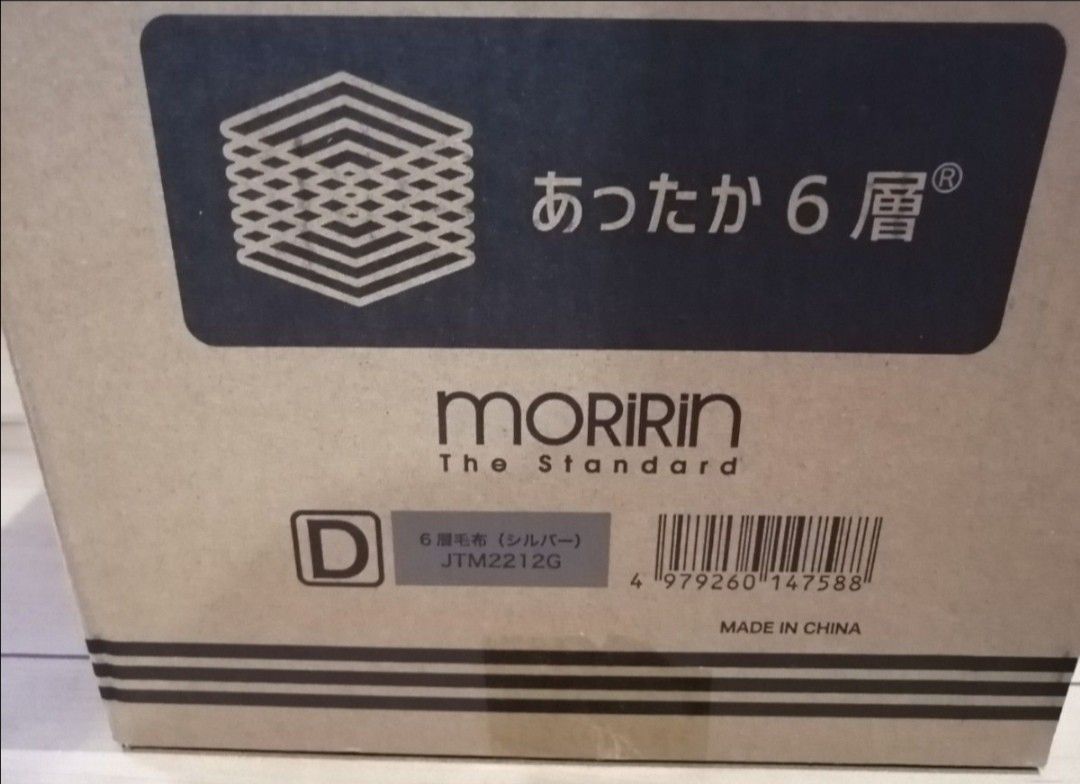 あったか6層®
moRiRin
The Standard
D
6層毛布（シルバー）
JTM2212G
4 979260 147588
MADE IN CHINA